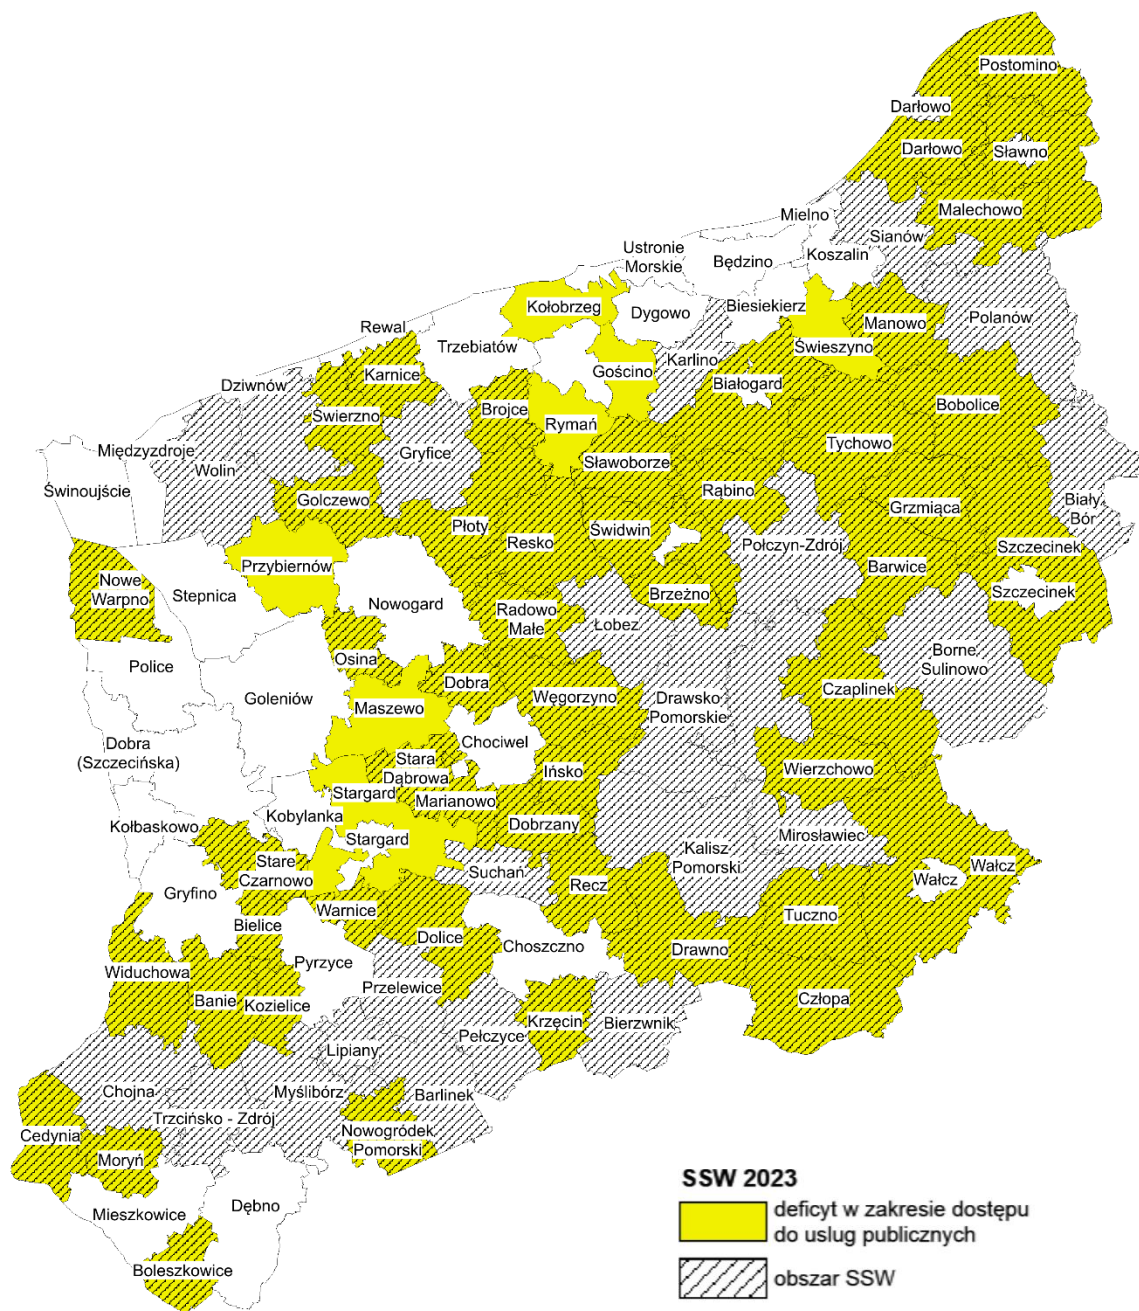 Postomino
Darłowo
Darłowo
Sławno
Malechowo
Mielno
Sianów
Ustronie
Morskie
Będzino
Koszalin
Kołobrzeg
Dygowo
Biesiekierz
Manowo
Polanów
Rewal
Trzebiatów
Świeszyno
Karlino
Gościno
Karnice
Dziwnów
Białogard
Brojce
Bobolice
Świerzno
Rymań
Tychowo
Międzyzdroje
Wolin
Gryfice
Sławoborze
Świnoujście
Golczewo
Rąbino
Biały
Bór
Grzmiąca
Płoty
Świdwin
Resko
Połczyn-Zdrój
Szczecinek
Przybiernów
Barwice
Nowe
Warpno
Stepnica
Nowogard
Brzeżno
Szczecinek
Radowo
Małe
Łobez
Police
Osina
Borne
Sulinowo
Dobra
Goleniów
Węgorzyno
Drawsko
Pomorskie
Czaplinek
Maszewo
Chociwel
Dobra
(Szczecińska)
Stara
Dąbrowa
Ińsko
Wierzchowo
Stargard
Marianowo
Kobylanka
Dobrzany
Kołbaskowo
Stargard
Mirosławiec
Kalisz
Pomorski
Stare
Czarnowo
Suchań
Wałcz
Wałcz
Gryfino
Recz
Warnice
Tuczno
Bielice
Dolice
Choszczno
Drawno
Pyrzyce
Widuchowa
Przelewice
Banie
Kozielice
Człopa
Krzęcin
Bierzwnik
Pełczyce
Lipiany
Chojna
Myślibórz
Barlinek
Trzcińsko - Zdrój
Cedynia
Nowogródek
Pomorski
Moryń
Mieszkowice
Dębno
Boleszkowice
SSW 2023
deficyt w zakresie dostępu
do uslug publicznych
obszar SSW